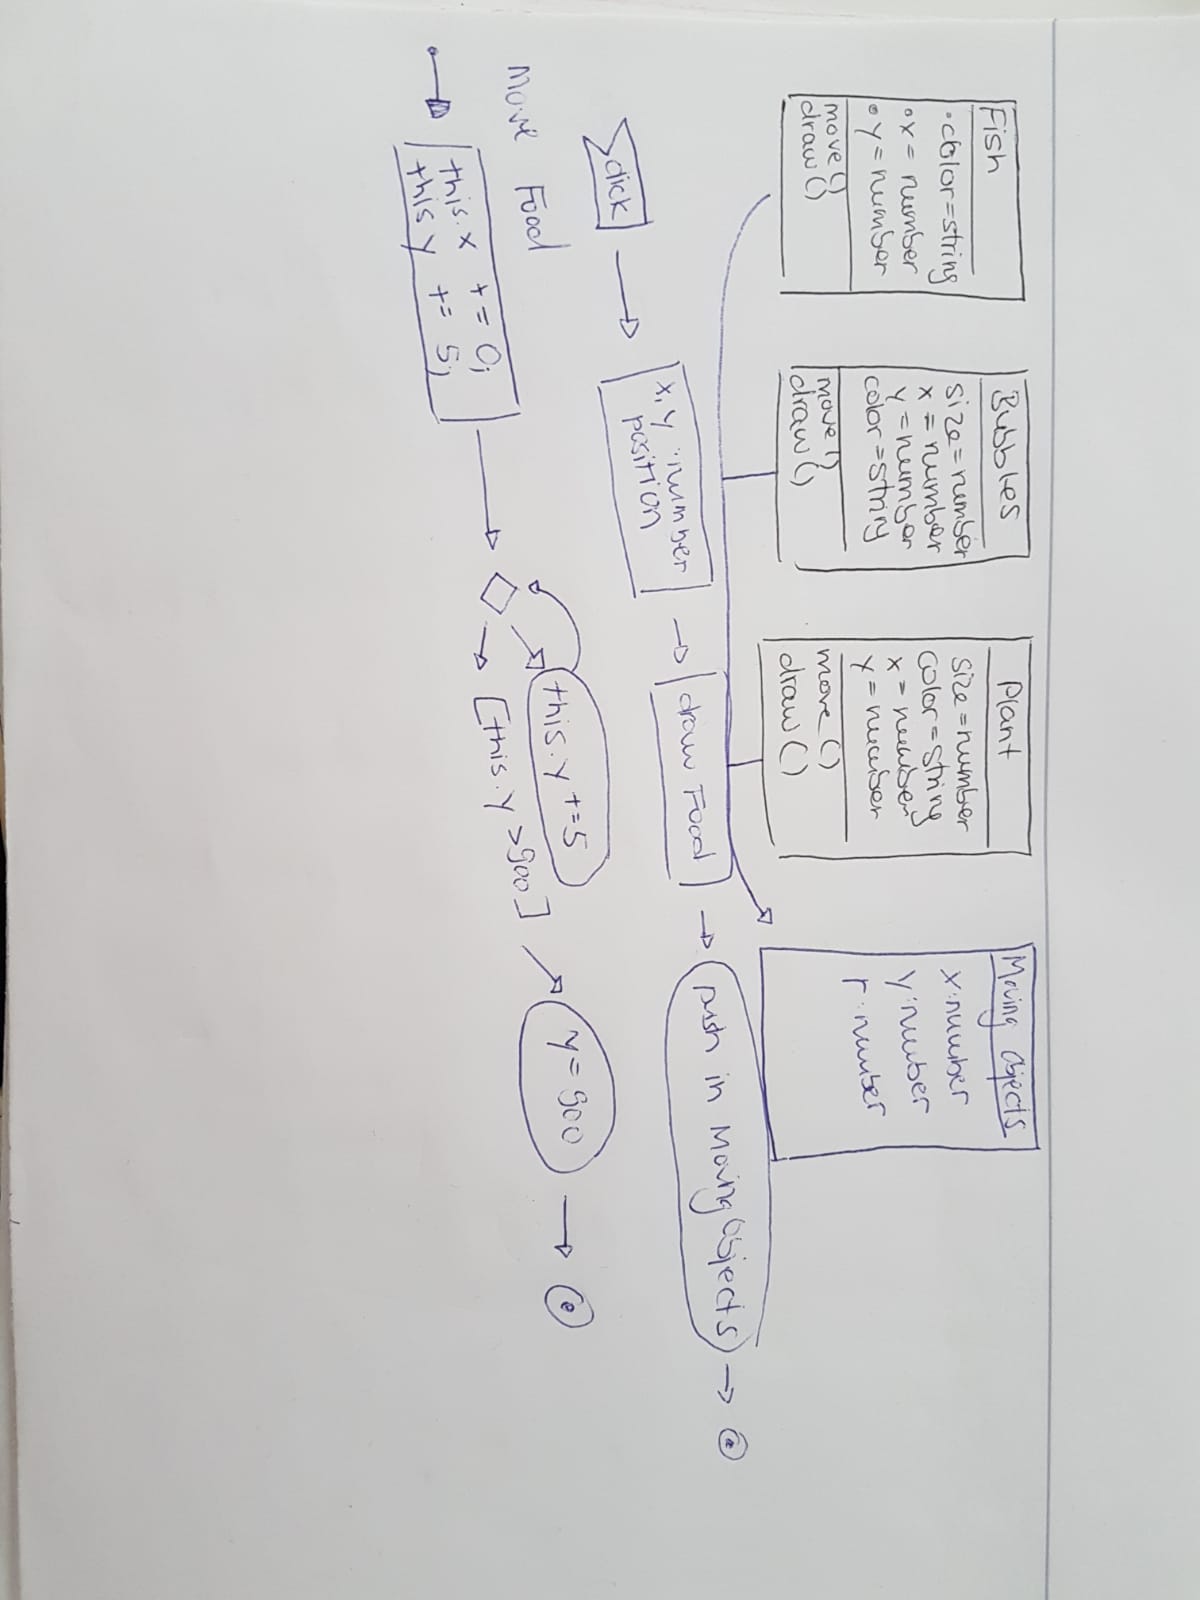 Fish
• color = string
• x = number
• y = number
move()
draw()
Bubbles
size = number
x = number
y = number
color = string
move()
draw()
Plant
size = number
color = string
x = number
y = number
move()
draw()
Moving Objects
x : number
y : number
r : number
click
x, y : number
position
draw Food
push in Moving Objects
Move Food
this.x += 0;
this y += 5;
this.y += 5
[this.y > 900]
y = 900